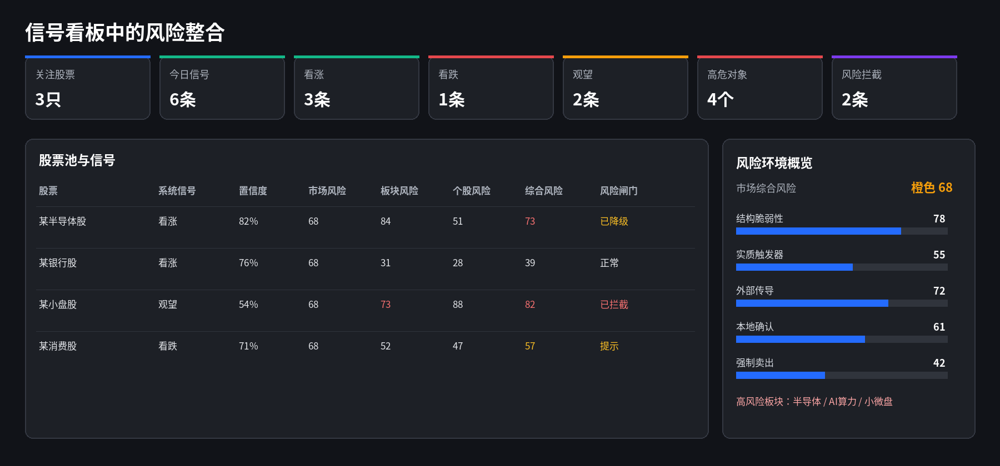 信号看板中的风险整合
关注股票 今日信号 看涨 看跌 观望 高危对象 风险拦截
3只 6条 3条 1条 2条 4个 2条
股票池与信号
股票 系统信号 置信度 市场风险 板块风险 个股风险 综合风险 风险闸门
某半导体股 看涨 82% 68 84 51 73 已降级
某银行股 看涨 76% 68 31 28 39 正常
某小盘股 观望 54% 68 73 88 82 已拦截
某消费股 看跌 71% 68 52 47 57 提示
风险环境概览
市场综合风险 橙色 68
结构脆弱性 78
实质触发器 55
外部传导 72
本地确认 61
强制卖出 42
高风险板块：半导体 / AI算力 / 小微盘